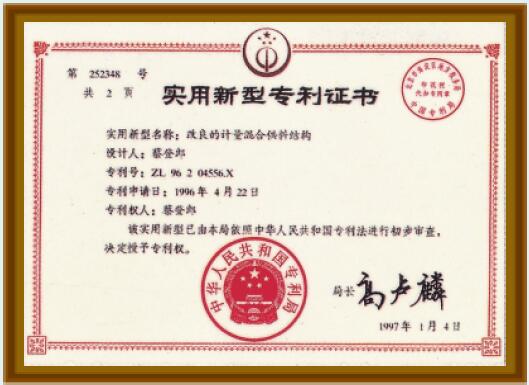 第 252348 号
共 2 页
实用新型专利证书
实用新型名称：改良的计量混合供料结构
设计人：蔡登郎
专利号：ZL 96 2 04556.X
专利申请日：1996 年 4 月 22 日
专利权人：蔡登郎
该实用新型已由本局依照中华人民共和国专利法进行初步审查，
决定授予专利权。
中华人民共和国专利局
局长 高卢麟
1997 年 1 月 4 日
中国专利局